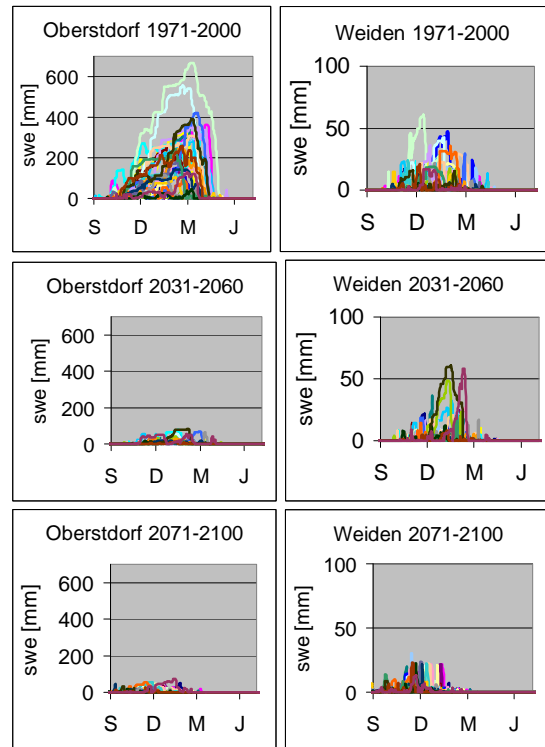 Oberstdorf 1971-2000
swe [mm]
600
400
200
0
S D M J
Weiden 1971-2000
swe [mm]
100
50
0
S D M J
Oberstdorf 2031-2060
swe [mm]
600
400
200
0
S D M J
Weiden 2031-2060
swe [mm]
100
50
0
S D M J
Oberstdorf 2071-2100
swe [mm]
600
400
200
0
S D M J
Weiden 2071-2100
swe [mm]
100
50
0
S D M J